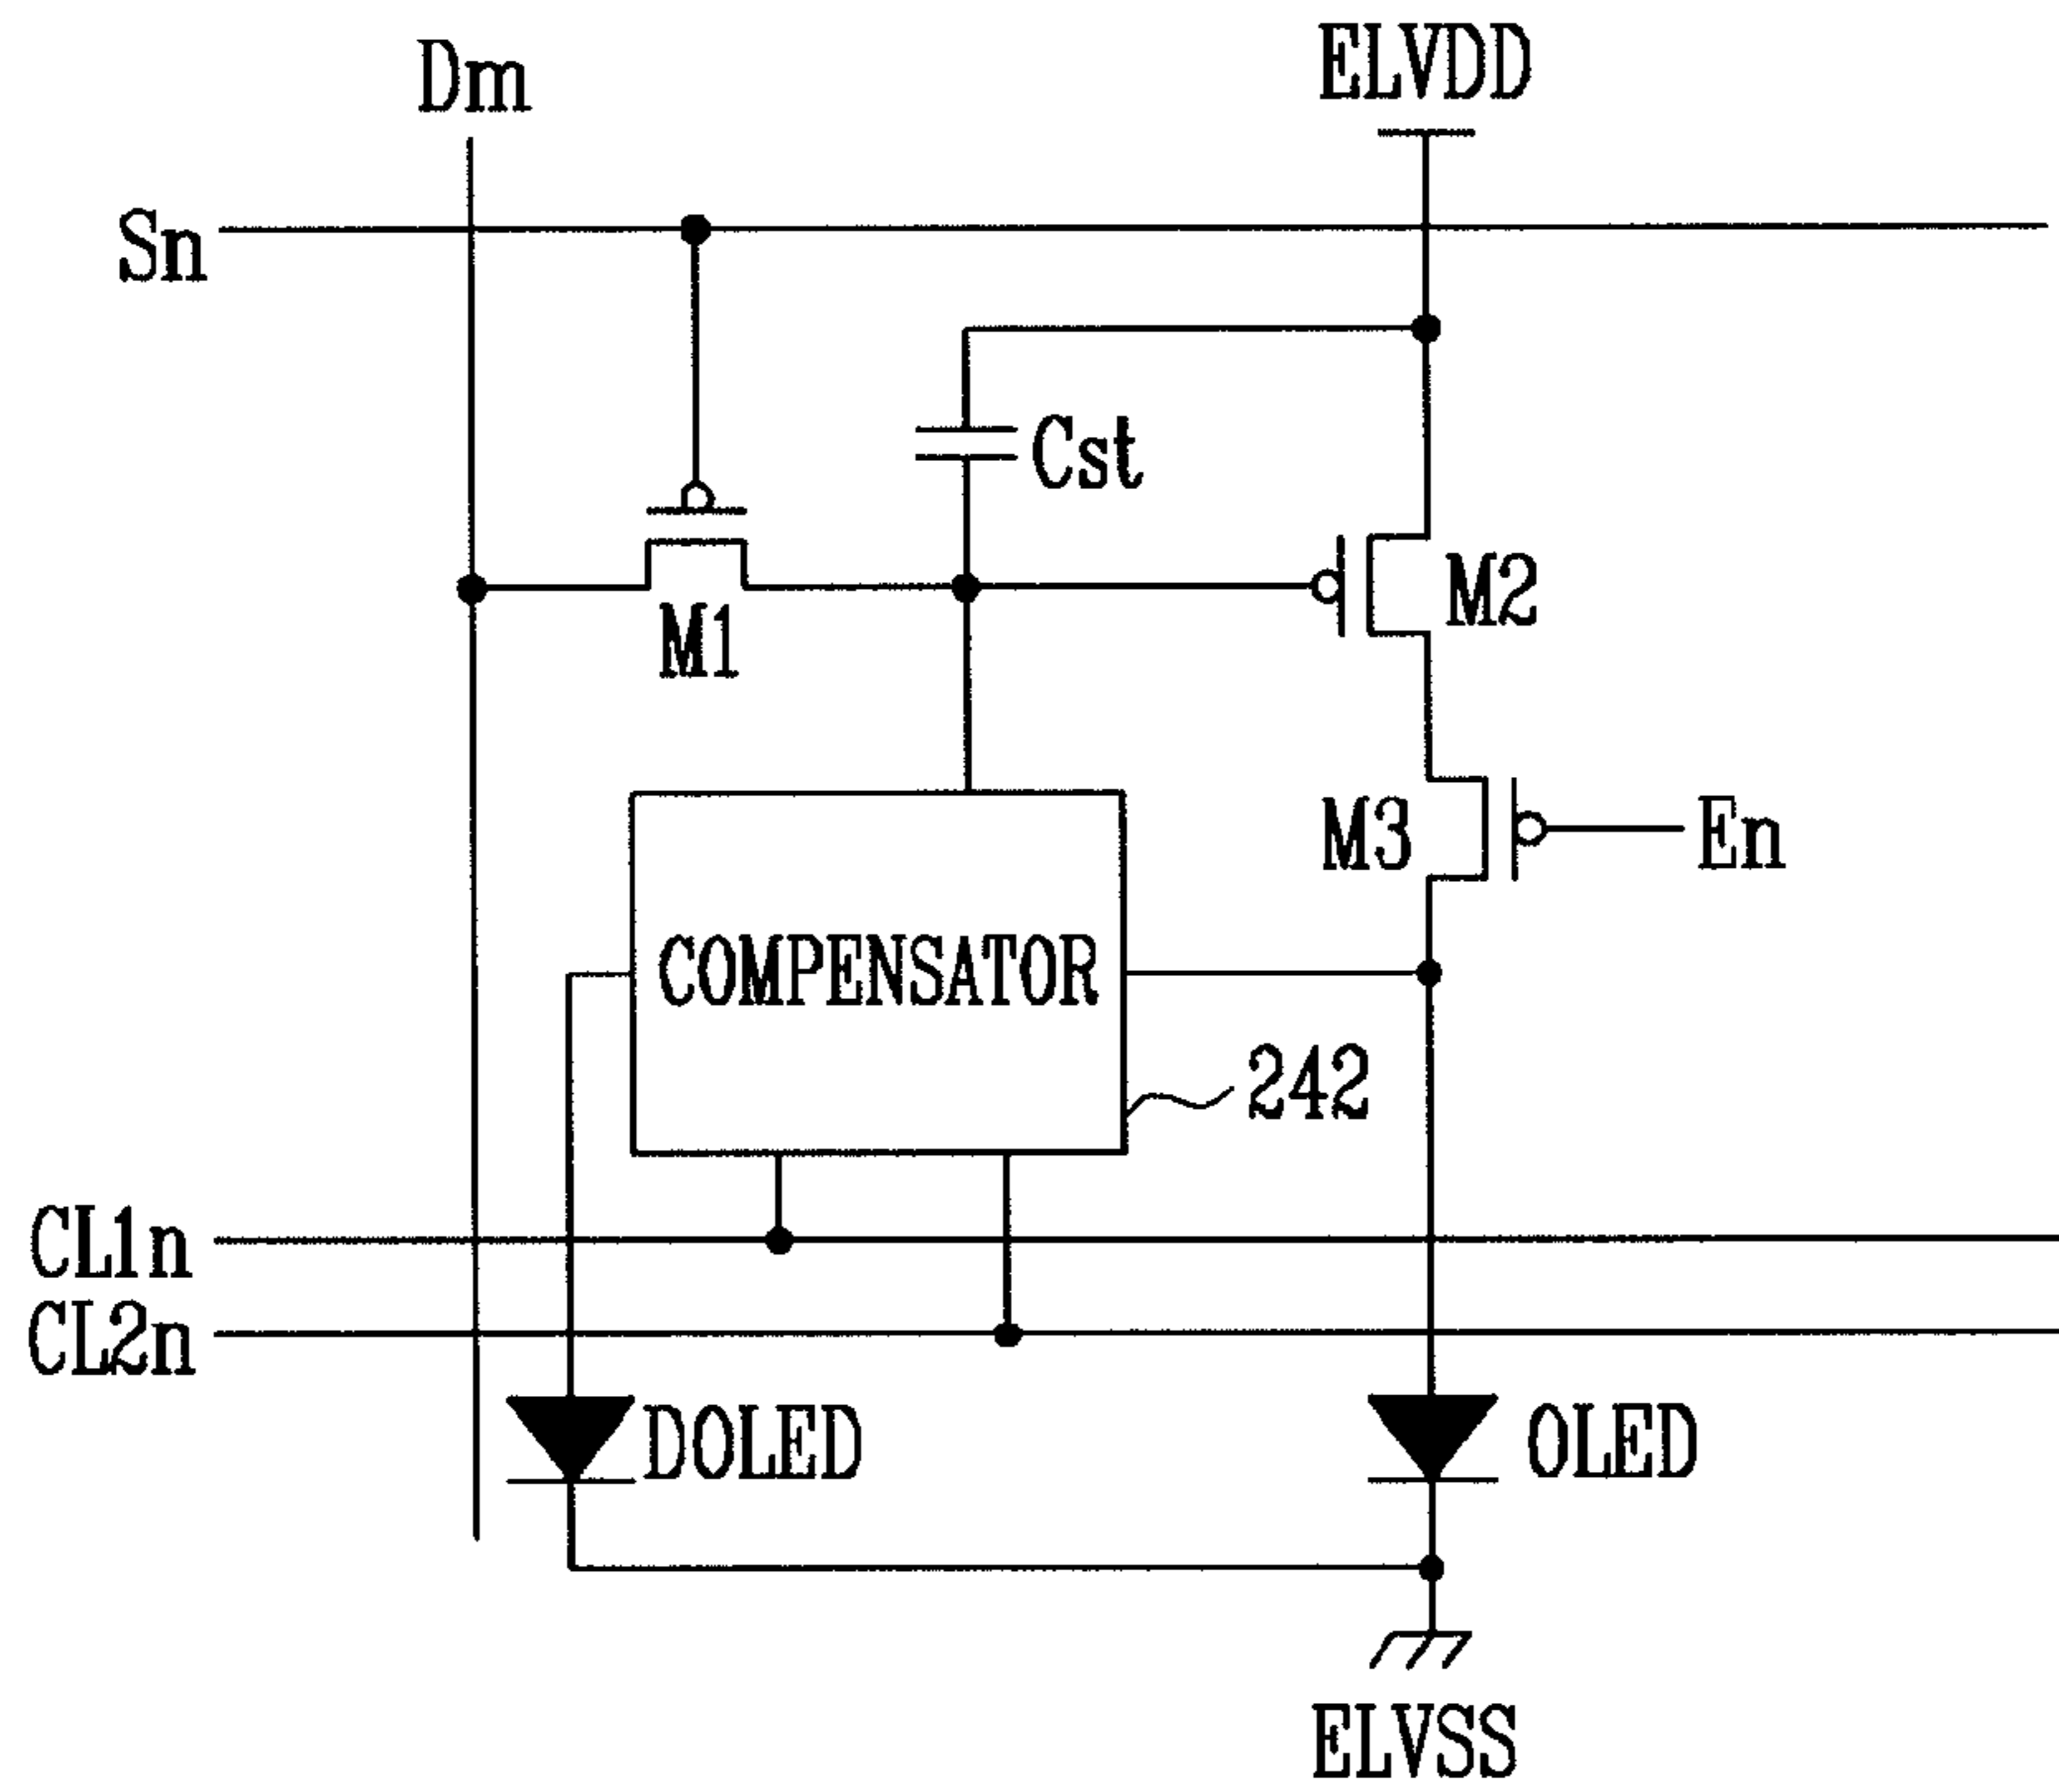 Dm
ELVDD
Sn
Cst
M2
M1
M3
En
COMPENSATOR
242
CL1n
CL2n
DOLED
OLED
ELVSS